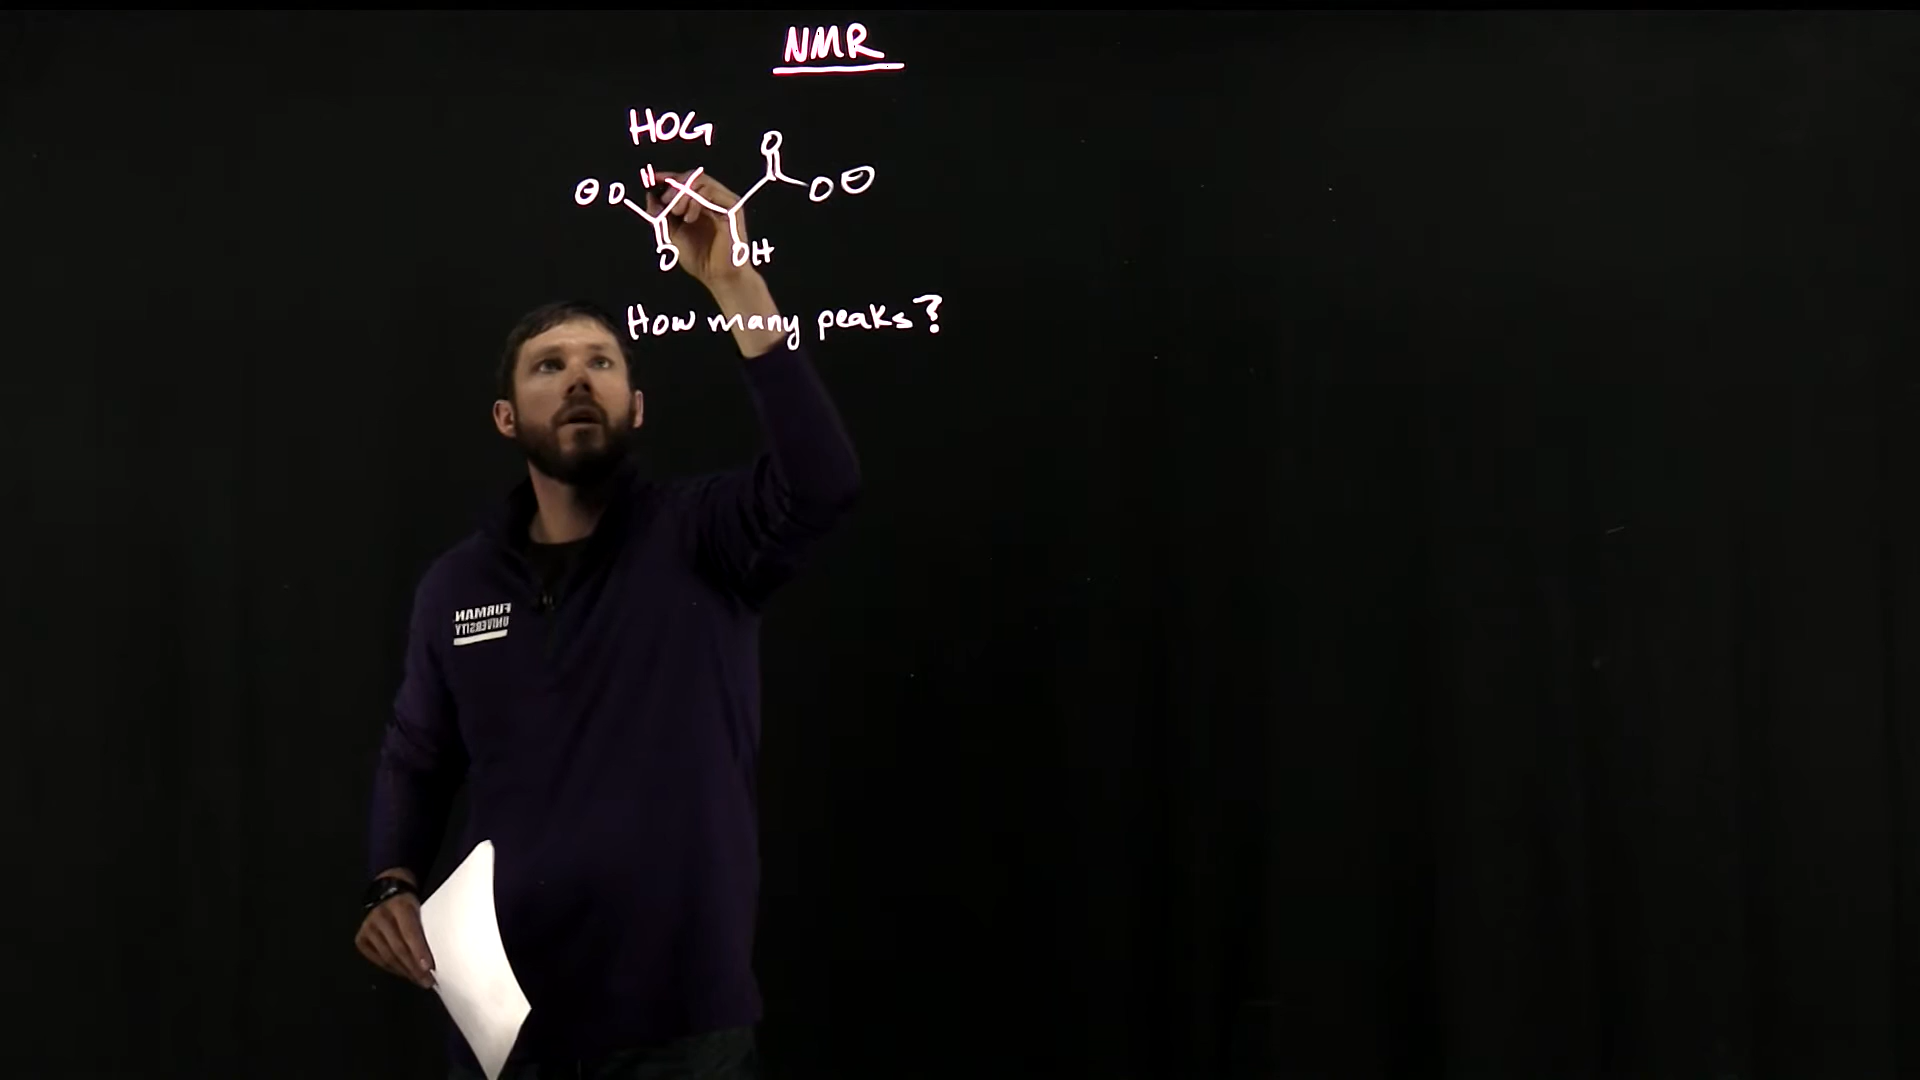 NMR
HOG
O
⊖ O H
O ⊖
O OH
How many peaks?
FURMAN
UNIVERSITY